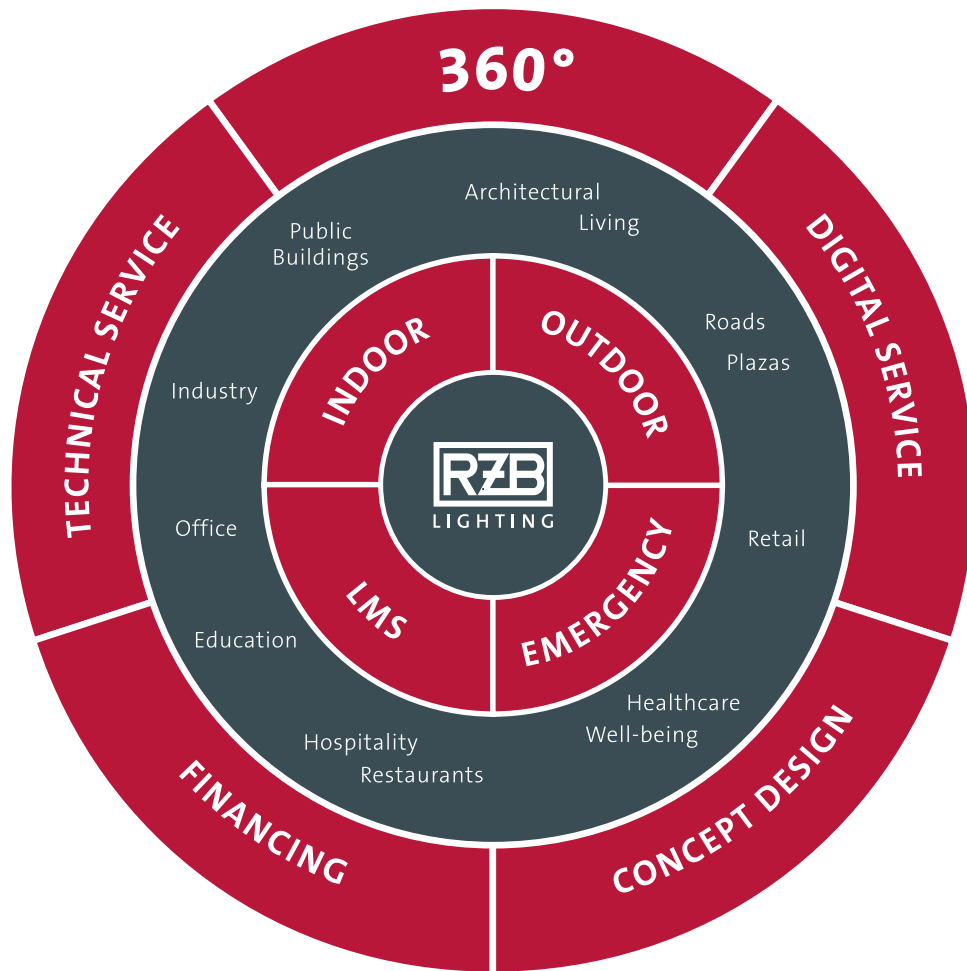 360°
TECHNICAL SERVICE
DIGITAL SERVICE
FINANCING
CONCEPT DESIGN
Architectural
Living
Public
Buildings
Roads
Plazas
Industry
Office
Retail
Education
Healthcare
Well-being
Hospitality
Restaurants
INDOOR
OUTDOOR
LMS
EMERGENCY
RZB
LIGHTING